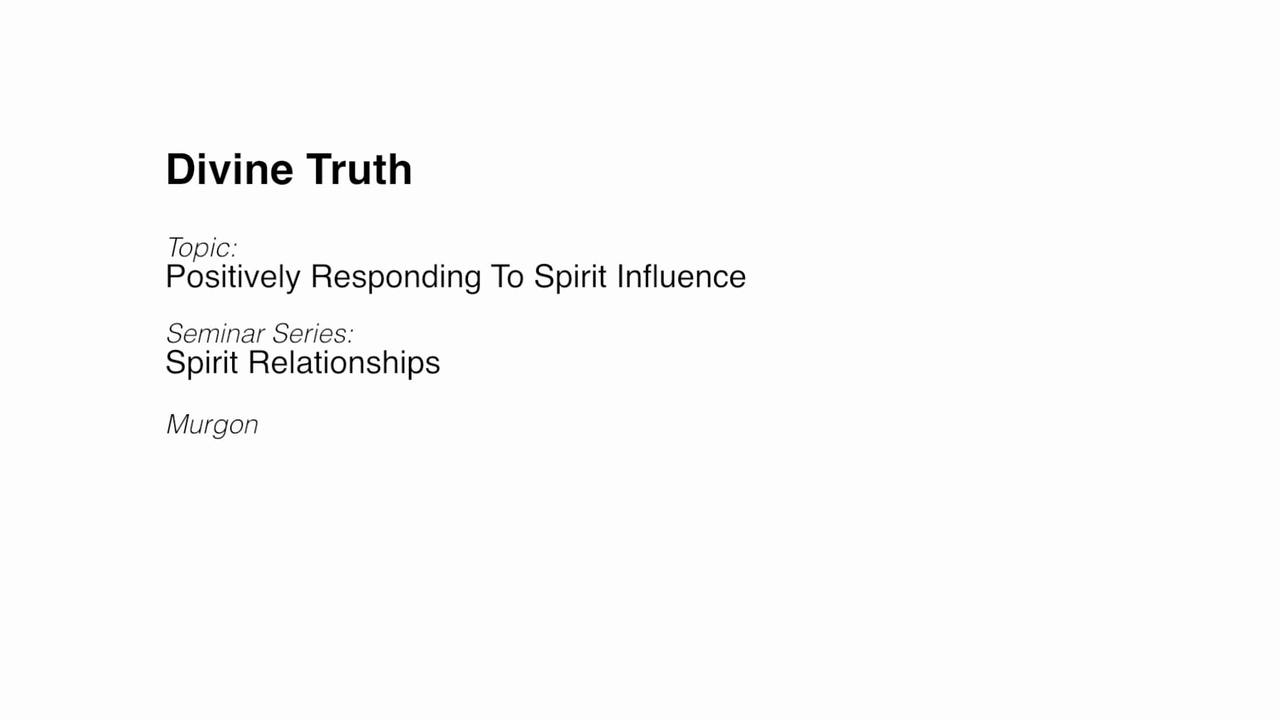 Divine Truth
Topic:
Positively Responding To Spirit Influence
Seminar Series:
Spirit Relationships
Murgon